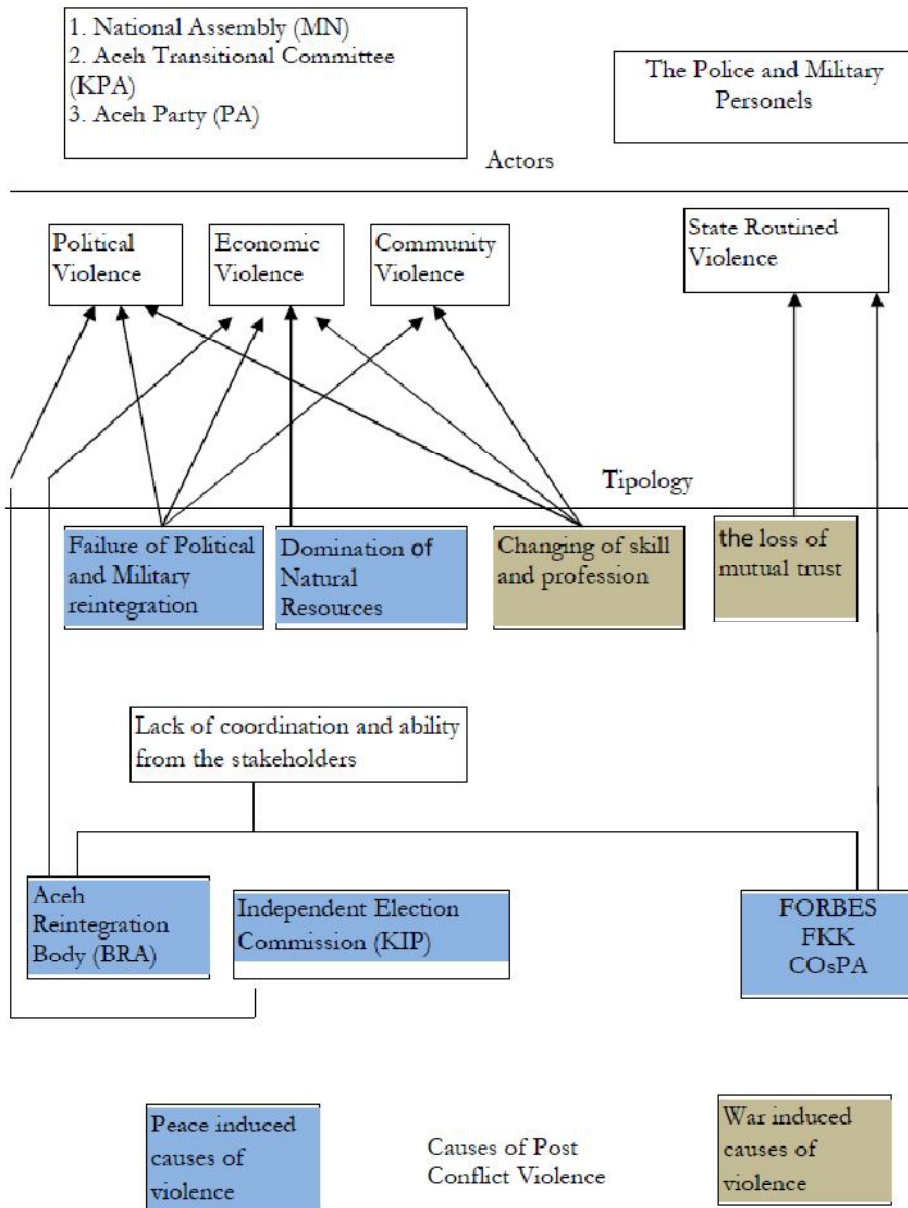 1. National Assembly (MN)
2. Aceh Transitional Committee
(KPA)
3. Aceh Party (PA)
The Police and Military
Personels
Actors
Political
Violence
Economic
Violence
Community
Violence
State Routined
Violence
Tipology
Failure of Political
and Military
reintegration
Domination of
Natural
Resources
Changing of skill
and profession
the loss of
mutual trust
Lack of coordination and ability
from the stakeholders
Aceh
Reintegration
Body (BRA)
Independent Election
Commission (KIP)
FORBES
FKK
COsPA
Peace induced
causes of
violence
Causes of Post
Conflict Violence
War induced
causes of
violence